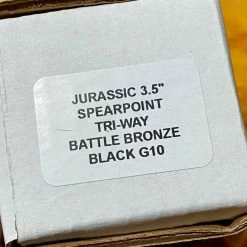 JURASSIC 3.5"
SPEARPOINT
TRI-WAY
BATTLE BRONZE
BLACK G10